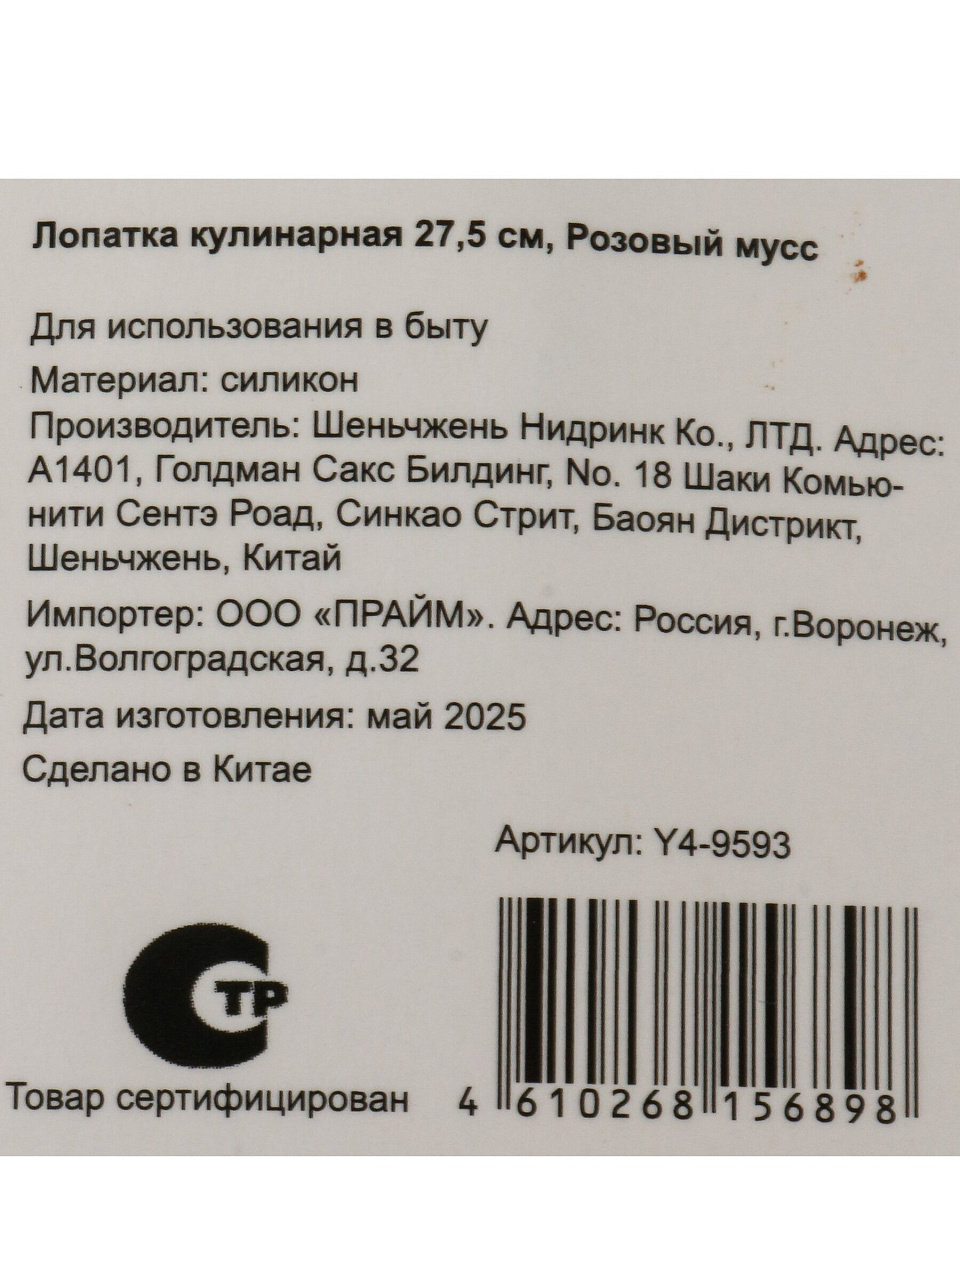 Лопатка кулинарная 27,5 см, Розовый мусс
Для использования в быту
Материал: силикон
Производитель: Шеньчжень Нидринк Ко., ЛТД. Адрес:
А1401, Голдман Сакс Билдинг, No. 18 Шаки Комью-
нити Сентэ Роад, Синкао Стрит, Баоян Дистрикт,
Шеньчжень, Китай
Импортер: ООО «ПРАЙМ». Адрес: Россия, г.Воронеж,
ул.Волгоградская, д.32
Дата изготовления: май 2025
Сделано в Китае
Артикул: Y4-9593
СТР
Товар сертифицирован
4 610268 156898